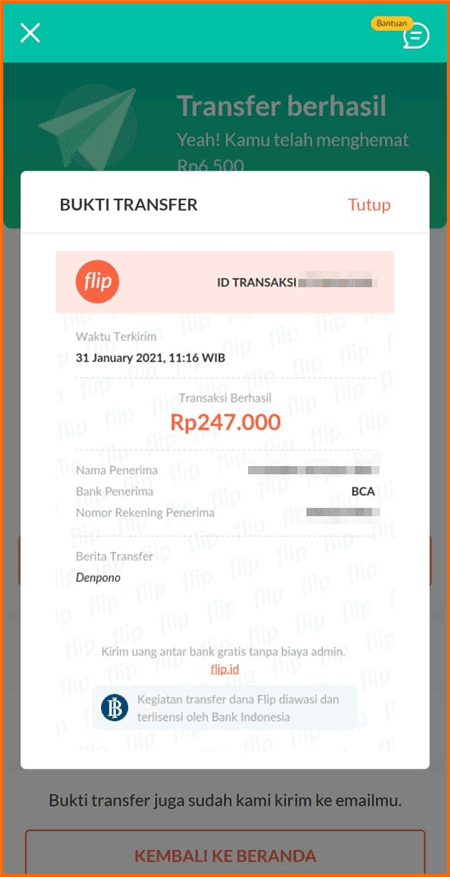 Bantuan
Transfer berhasil
Yeah! Kamu telah menghemat
Rp6.500
BUKTI TRANSFER
Tutup
flip
ID TRANSAKSI
Waktu Terkirim
31 January 2021, 11:16 WIB
Transaksi Berhasil
Rp247.000
Nama Penerima
Bank Penerima
BCA
Nomor Rekening Penerima
Berita Transfer
Denpono
Kirim uang antar bank gratis tanpa biaya admin.
flip.id
Kegiatan transfer dana Flip diawasi dan
terlisensi oleh Bank Indonesia
Bukti transfer juga sudah kami kirim ke emailmu.
KEMBALI KE BERANDA